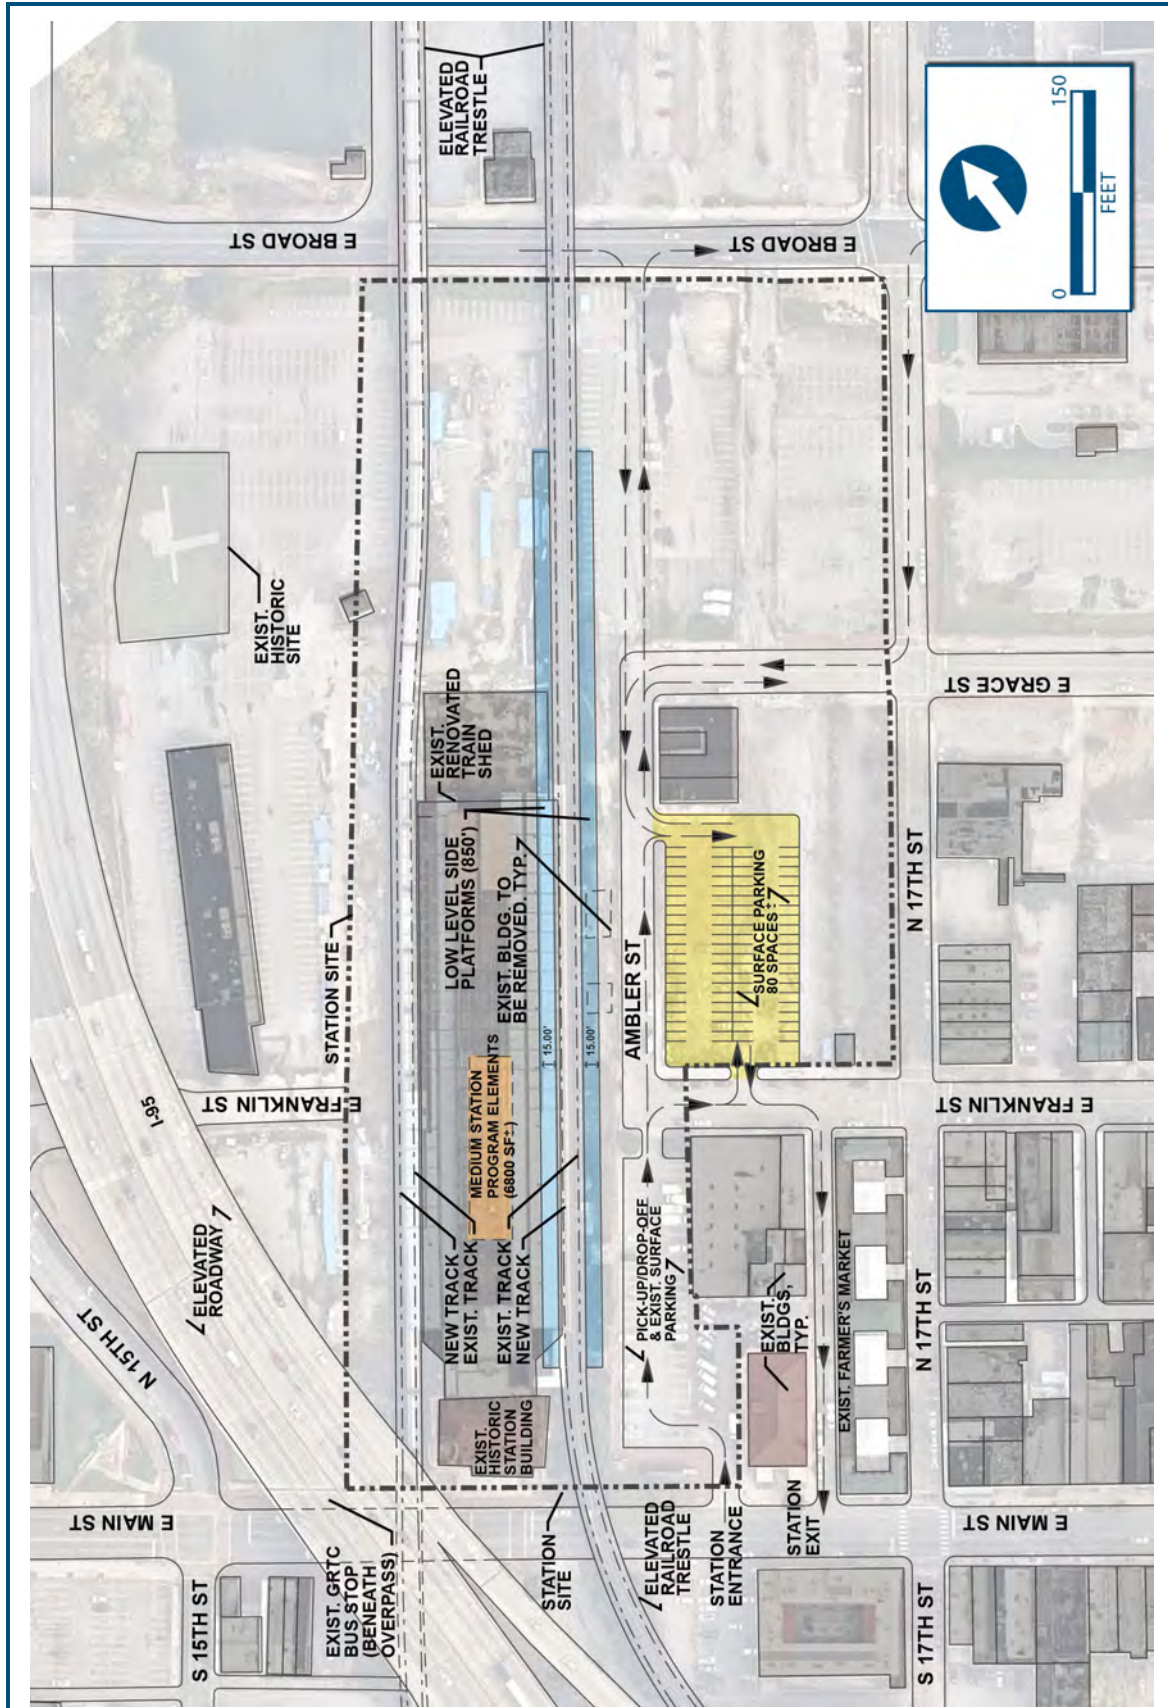 ELEVATED
RAILROAD
TRESTLE
150
0
FEET
E BROAD ST
E BROAD ST
EXIST.
HISTORIC
SITE
EXIST.
RENOVATED
TRAIN
SHED
E GRACE ST
STATION SITE
LOW LEVEL SIDE
PLATFORMS (850')
EXIST. BLDG. TO
BE REMOVED. TYP.
SURFACE PARKING
80 SPACES ±
N 17TH ST
AMBLER ST
15.00'
15.00'
I-95
E FRANKLIN ST
MEDIUM STATION
PROGRAM ELEMENTS
(6800 SF±)
E FRANKLIN ST
ELEVATED
ROADWAY
NEW TRACK
EXIST. TRACK
EXIST. TRACK
NEW TRACK
PICK-UP/DROP-OFF
& EXIST. SURFACE
PARKING
EXIST.
BLDGS,
TYP.
EXIST. FARMER'S MARKET
N 17TH ST
N 15TH ST
EXIST.
HISTORIC
STATION
BUILDING
E MAIN ST
E MAIN ST
S 15TH ST
EXIST. GRTC
BUS STOP
(BENEATH
OVERPASS)
STATION
SITE
ELEVATED
RAILROAD
TRESTLE
STATION
ENTRANCE
STATION
EXIT
S 17TH ST